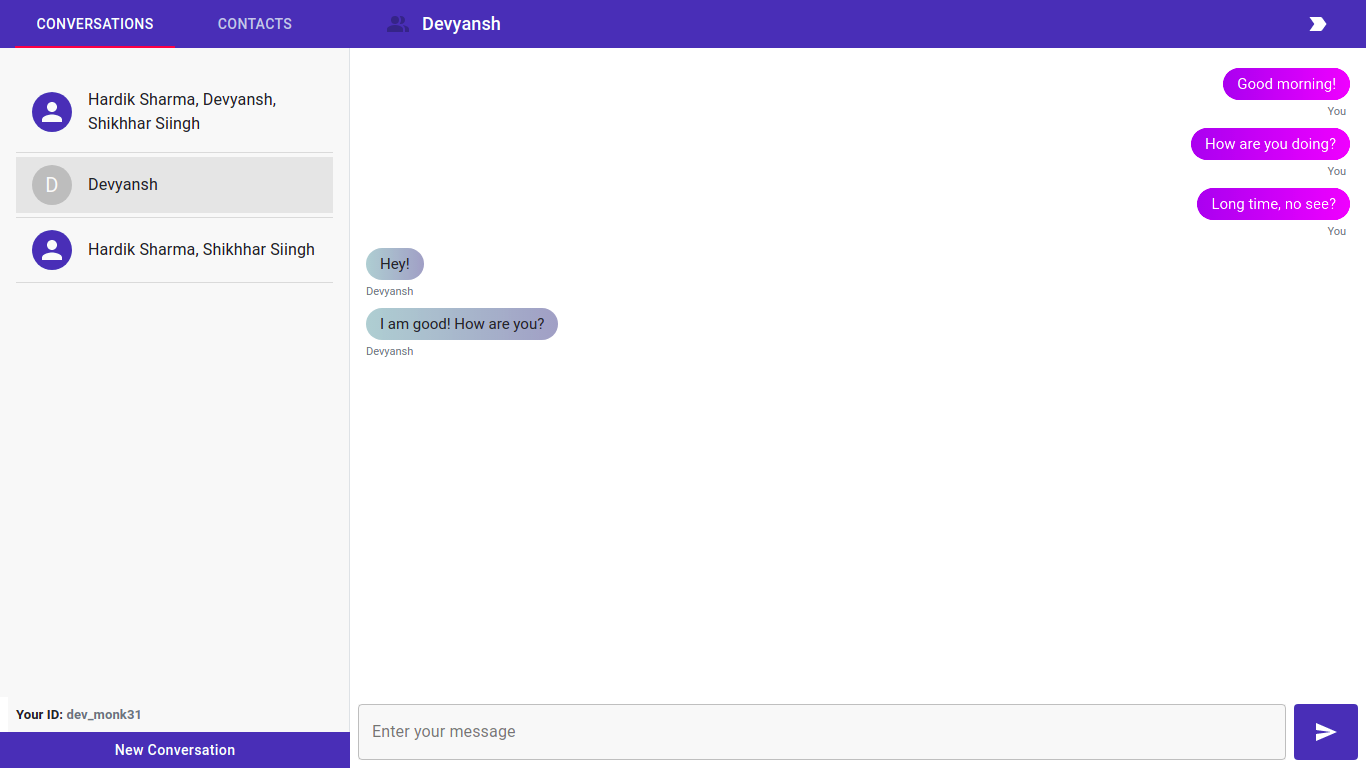 CONVERSATIONS
CONTACTS
Devyansh
Hardik Sharma, Devyansh,
Shikhhar Siingh
D
Devyansh
Hardik Sharma, Shikhhar Siingh
Your ID: dev_monk31
New Conversation
Good morning!
You
How are you doing?
You
Long time, no see?
You
Hey!
Devyansh
I am good! How are you?
Devyansh
Enter your message